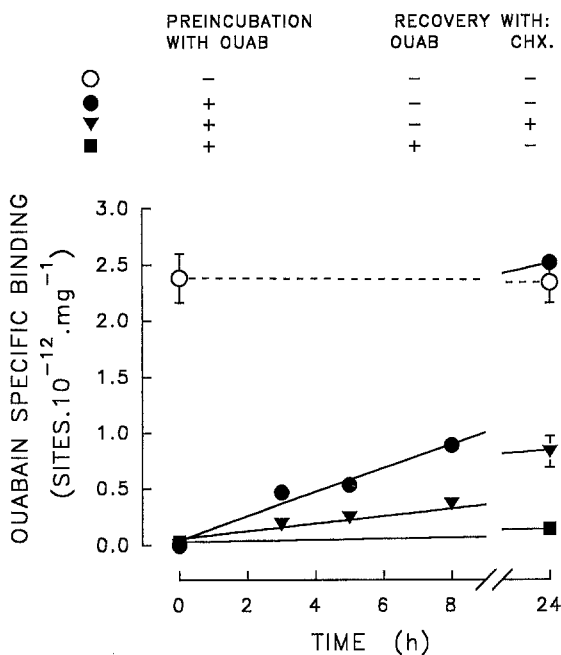 PREINCUBATION RECOVERY WITH:
WITH OUAB OUAB CHX.
− − −
+ − −
+ − +
+ + −
OUABAIN SPECIFIC BINDING
(SITES.10⁻¹².mg⁻¹)
3.0
2.5
2.0
1.5
1.0
0.5
0.0
0 2 4 6 8 24
TIME (h)